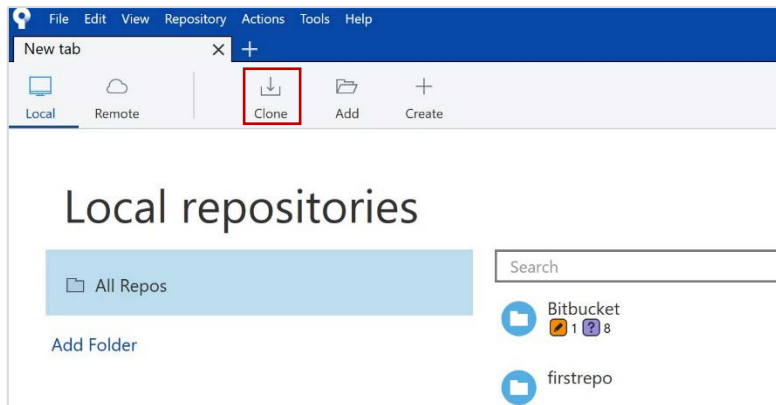 File Edit View Repository Actions Tools Help
New tab
Local Remote Clone Add Create
Local repositories
All Repos
Add Folder
Search
Bitbucket
1 ? 8
firstrepo